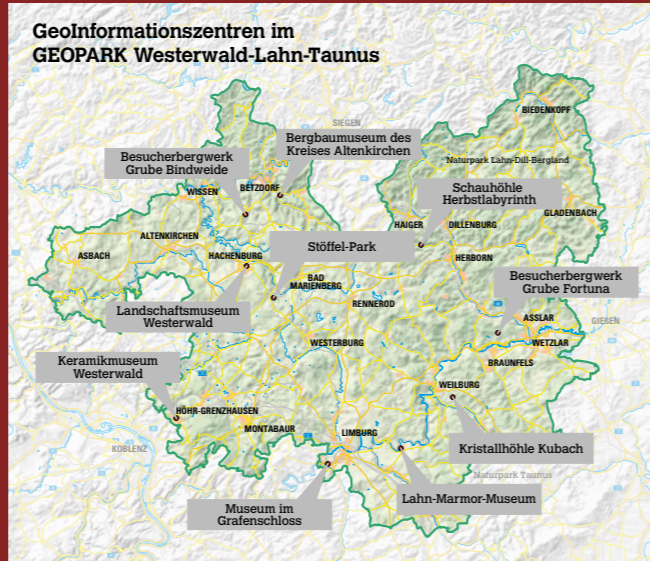 GeoInformationszentren im
GEOPARK Westerwald-Lahn-Taunus
BIEDENKOPF
SIEGEN
Bergbaumuseum des
Kreises Altenkirchen
Besucherbergwerk
Grube Bindweide
Naturpark Lahn-Dill-Bergland
WISSEN
BETZDORF
Schauhöhle
Herbstlabyrinth
GLADENBACH
HAIGER
DILLENBURG
ALTENKIRCHEN
Stöffel-Park
ASBACH
HACHENBURG
HERBORN
BAD
MARIENBERG
Besucherbergwerk
Grube Fortuna
RENNEROD
Landschaftsmuseum
Westerwald
ASSLAR
GIEßEN
WESTERBURG
WETZLAR
Keramikmuseum
Westerwald
BRAUNFELS
WEILBURG
HÖHR-GRENZHAUSEN
MONTABAUR
LIMBURG
KOBLENZ
Kristallhöhle Kubach
Naturpark Taunus
Lahn-Marmor-Museum
Museum im
Grafenschloss